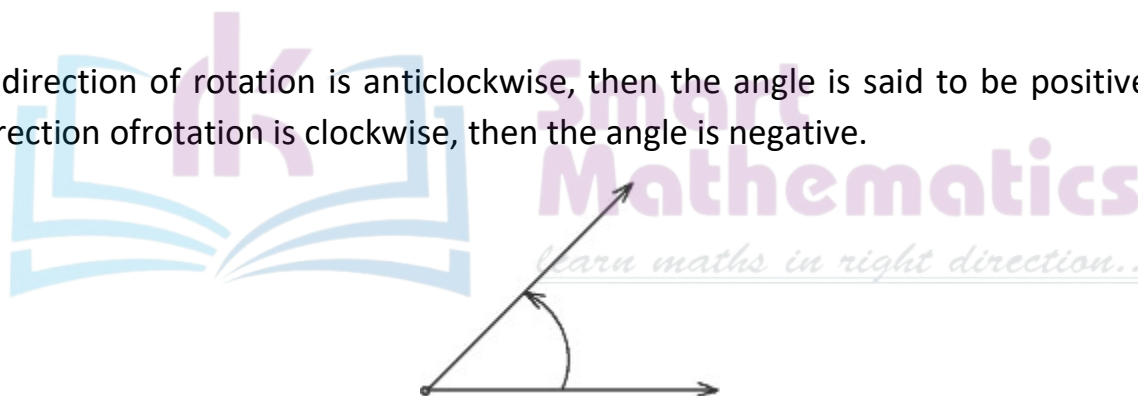 direction of rotation is anticlockwise, then the angle is said to be positive
rection ofrotation is clockwise, then the angle is negative.
rk
Smart
Mathematics
learn maths in right direction..